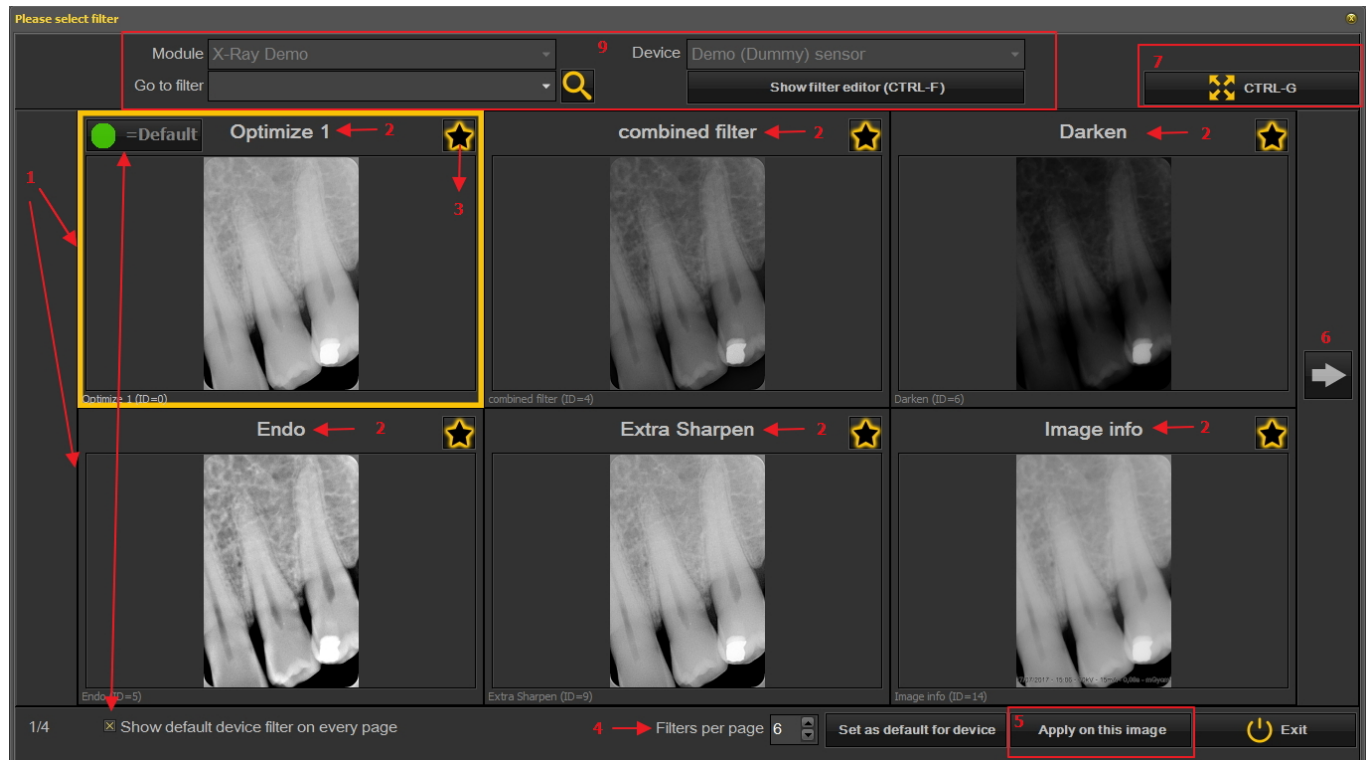 Please select filter
Module X-Ray Demo 9 Device Demo (Dummy) sensor 7
Go to filter Show filter editor (CTRL-F) CTRL-G
=Default Optimize 1 2 combined filter 2 Darken 2
1
3
6
Optimize 1 (ID=0) combined filter (ID=4) Darken (ID=6)
Endo 2 Extra Sharpen 2 Image info 2
Endo (ID=5) Extra Sharpen (ID=9) Image info (ID=14)
1/4 Show default device filter on every page 4 Filters per page 6 Set as default for device 5 Apply on this image Exit